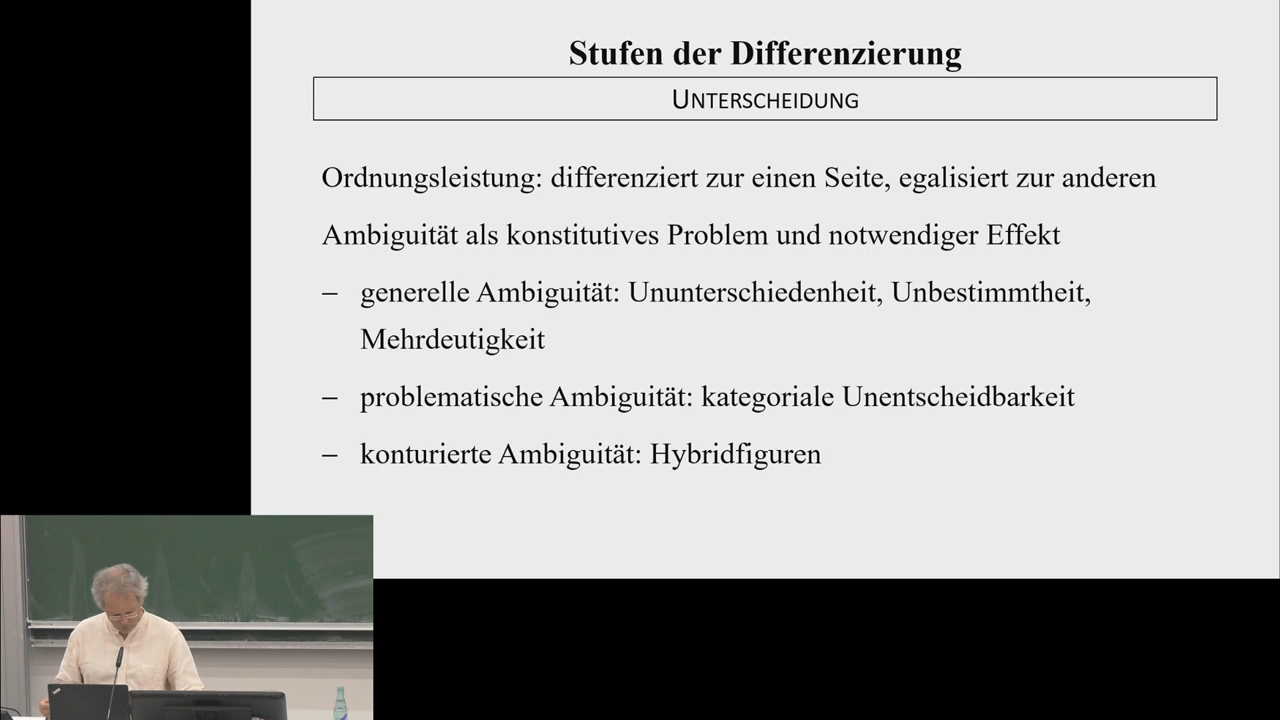 Stufen der Differenzierung
UNTERSCHEIDUNG
Ordnungsleistung: differenziert zur einen Seite, egalisiert zur anderen
Ambiguität als konstitutives Problem und notwendiger Effekt
– generelle Ambiguität: Ununterschiedenheit, Unbestimmtheit,
Mehrdeutigkeit
– problematische Ambiguität: kategoriale Unentscheidbarkeit
– konturierte Ambiguität: Hybridfiguren